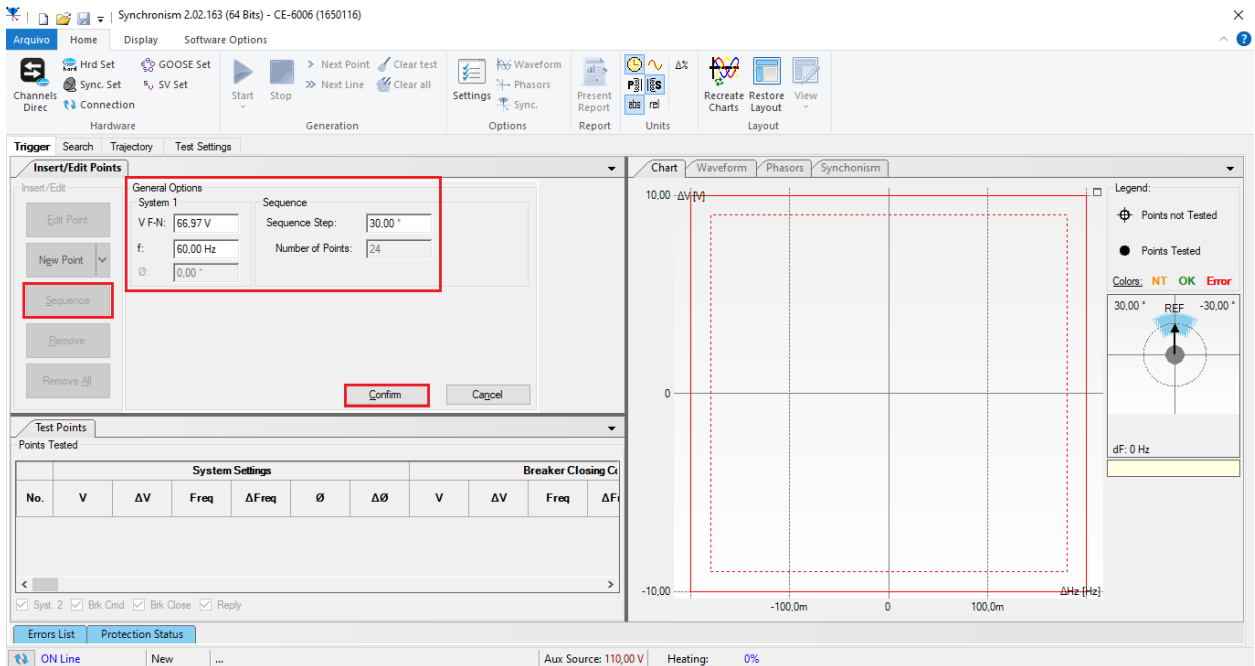 Synchronism 2.02.163 (64 Bits) - CE-6006 (1650116)
Arquivo Home Display Software Options
Channels Direc
Hrd Set
Sync. Set
Connection
GOOSE Set
SV Set
Hardware
Start
Stop
Next Point
Next Line
Clear test
Clear all
Generation
Settings
Waveform
Phasors
Sync.
Options
Present Report
Report
Δ%
abs rel
Units
Recreate Charts
Restore Layout
View
Layout
Trigger Search Trajectory Test Settings
Insert/Edit Points
Insert/Edit
Edit Point
New Point
Sequence
Remove
Remove All
General Options
System 1
V F-N: 66,97 V
f: 60,00 Hz
Ø: 0,00 °
Sequence
Sequence Step: 30,00 °
Number of Points: 24
Confirm Cancel
Test Points
Points Tested
System Settings Breaker Closing Co
No. V ΔV Freq ΔFreq Ø ΔØ V ΔV Freq ΔFr
Syst. 2 Brk Cmd Brk Close Reply
Chart Waveform Phasors Synchonism
10,00 ΔV [V]
0
-10,00
-100,0m 0 100,0m
ΔHz [Hz]
Legend:
Points not Tested
Points Tested
Colors: NT OK Error
30,00 ° REF -30,00 °
dF: 0 Hz
Errors List Protection Status
ON Line New ... Aux Source: 110,00 V Heating: 0%